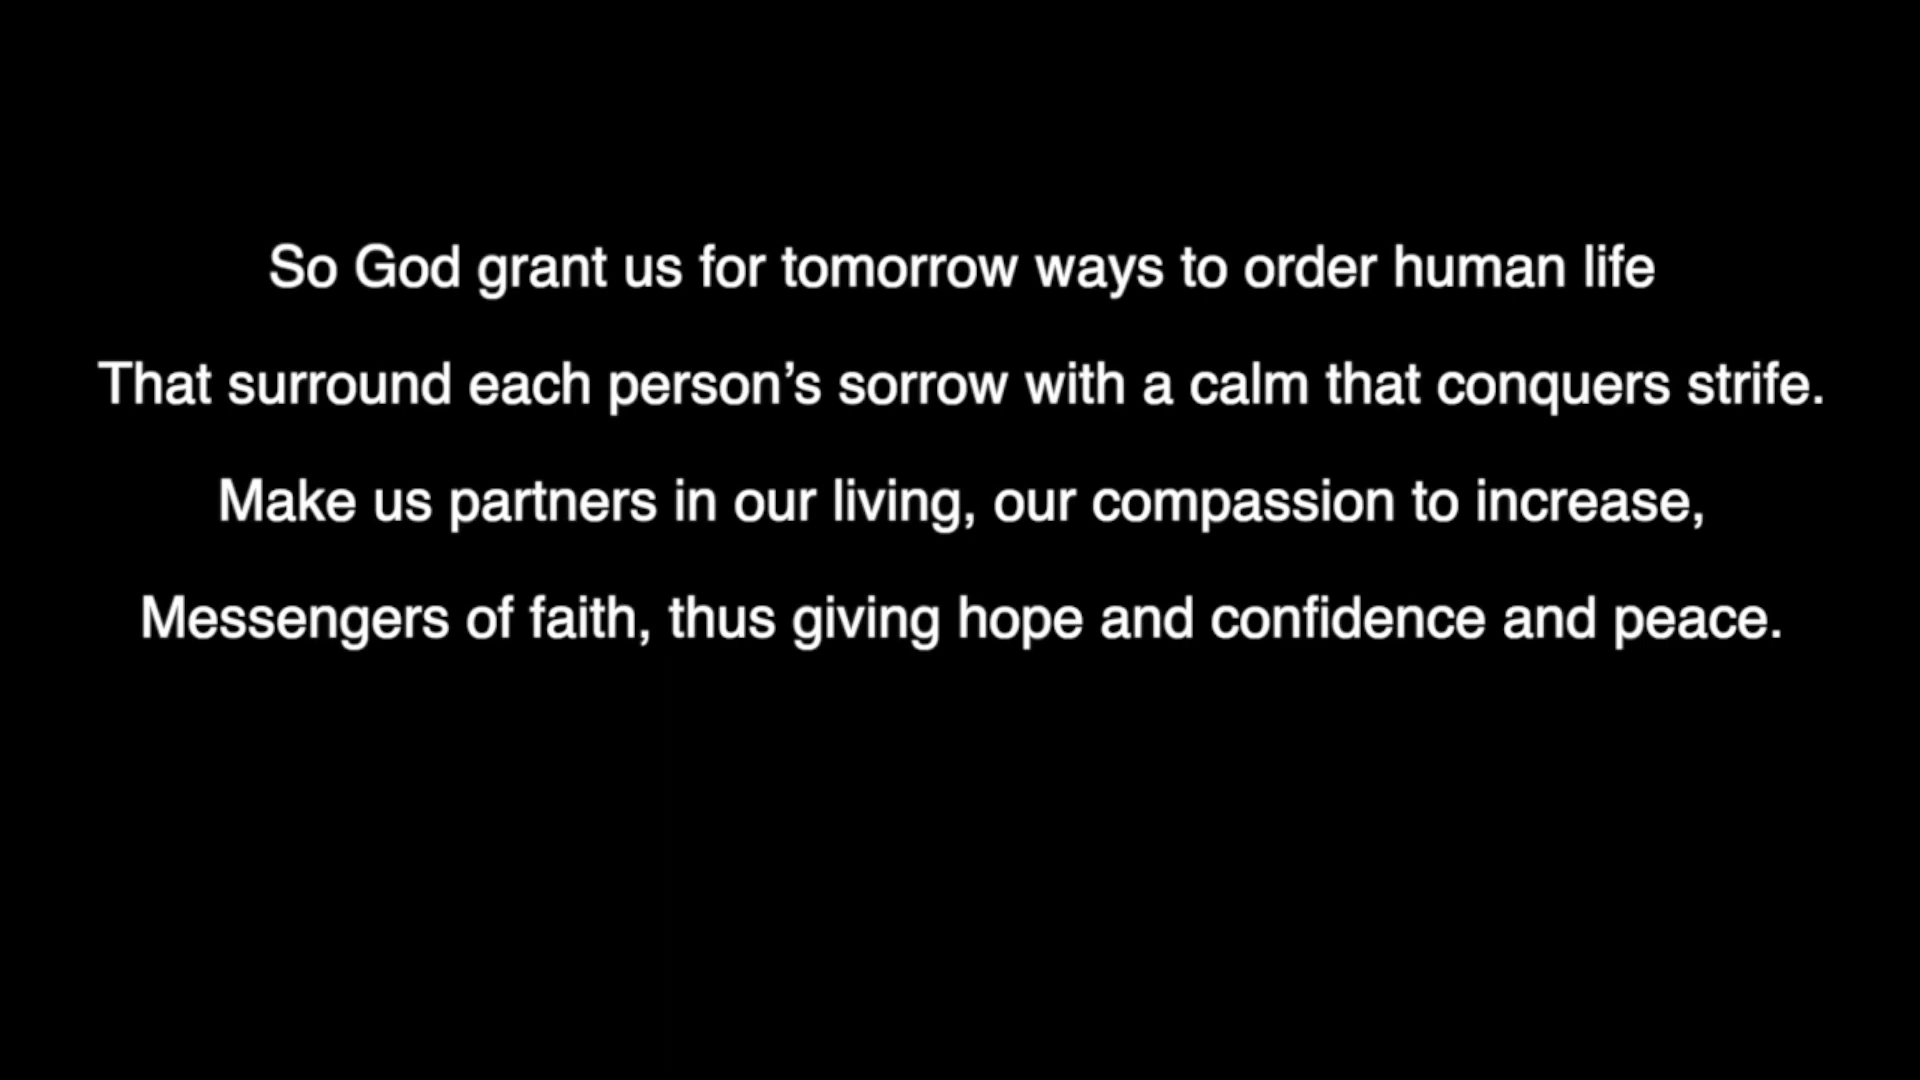 So God grant us for tomorrow ways to order human life
That surround each person’s sorrow with a calm that conquers strife.
Make us partners in our living, our compassion to increase,
Messengers of faith, thus giving hope and confidence and peace.